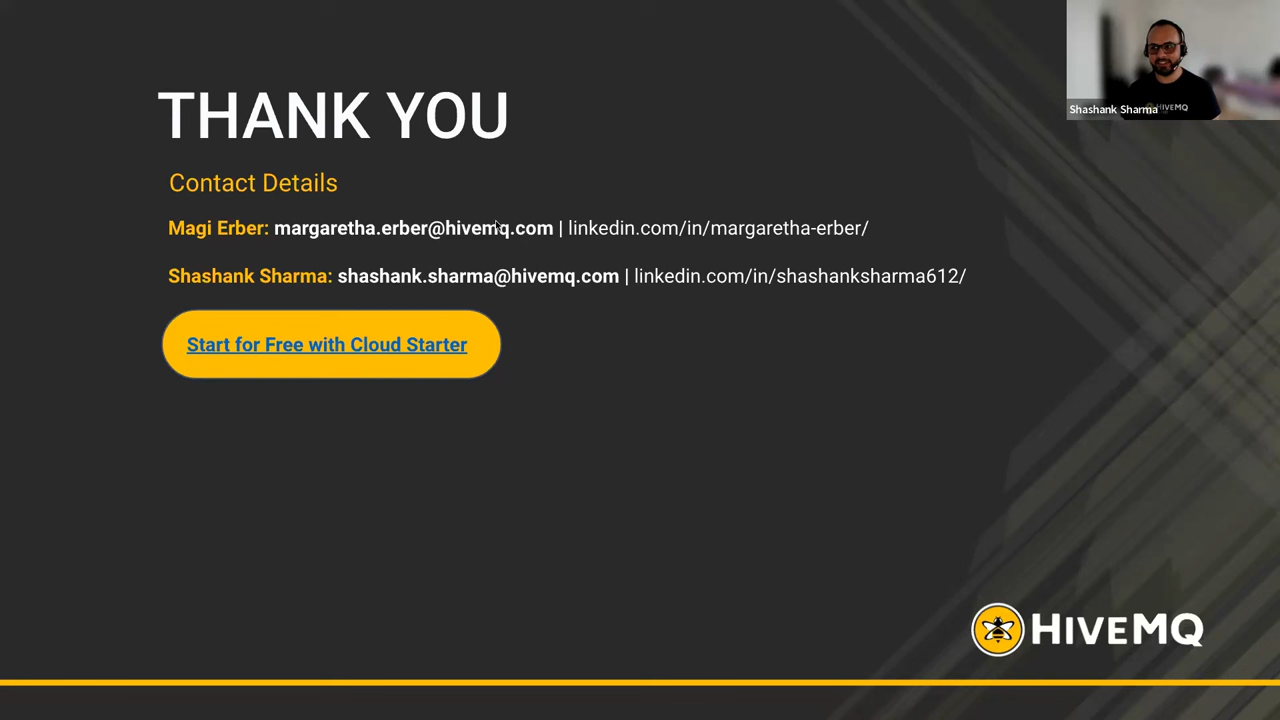 THANK YOU
Contact Details
Magi Erber: margaretha.erber@hivemq.com | linkedin.com/in/margaretha-erber/
Shashank Sharma: shashank.sharma@hivemq.com | linkedin.com/in/shashanksharma612/
Start for Free with Cloud Starter
HIVEMQ
Shashank Sharma
HIVEMQ